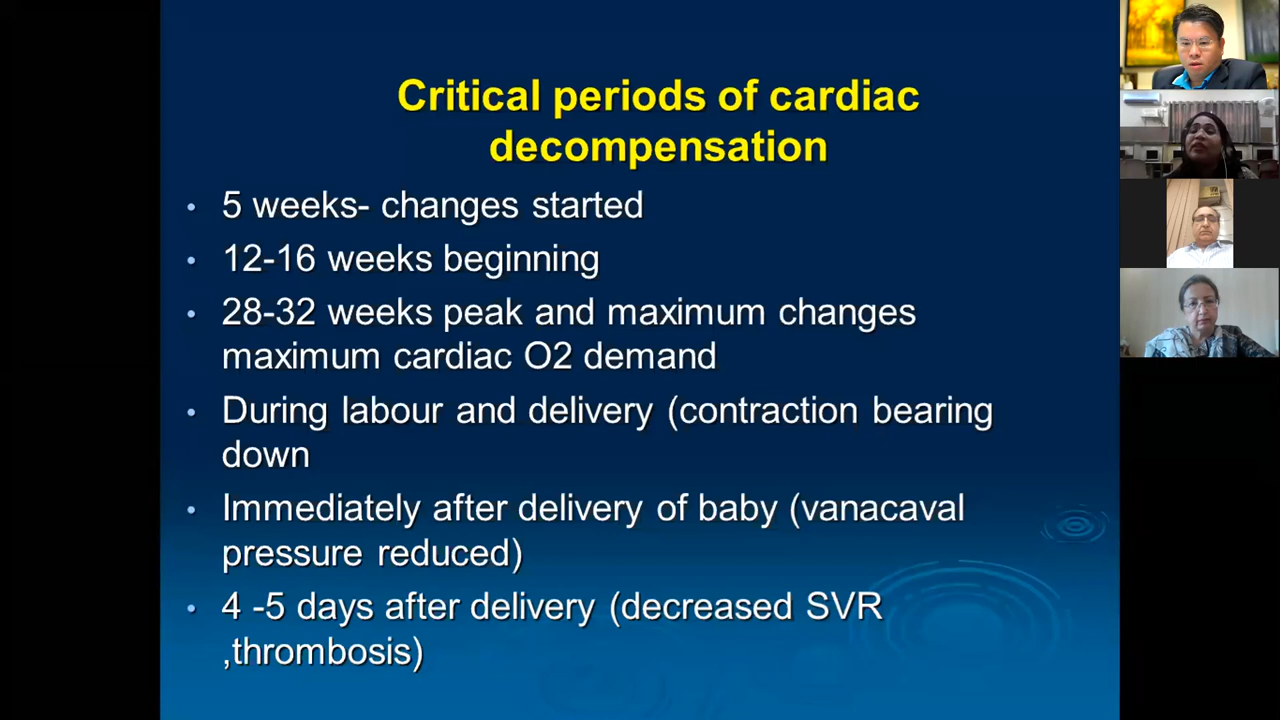 Critical periods of cardiac
decompensation
• 5 weeks- changes started
• 12-16 weeks beginning
• 28-32 weeks peak and maximum changes
maximum cardiac O2 demand
• During labour and delivery (contraction bearing
down
• Immediately after delivery of baby (vanacaval
pressure reduced)
• 4 -5 days after delivery (decreased SVR
,thrombosis)